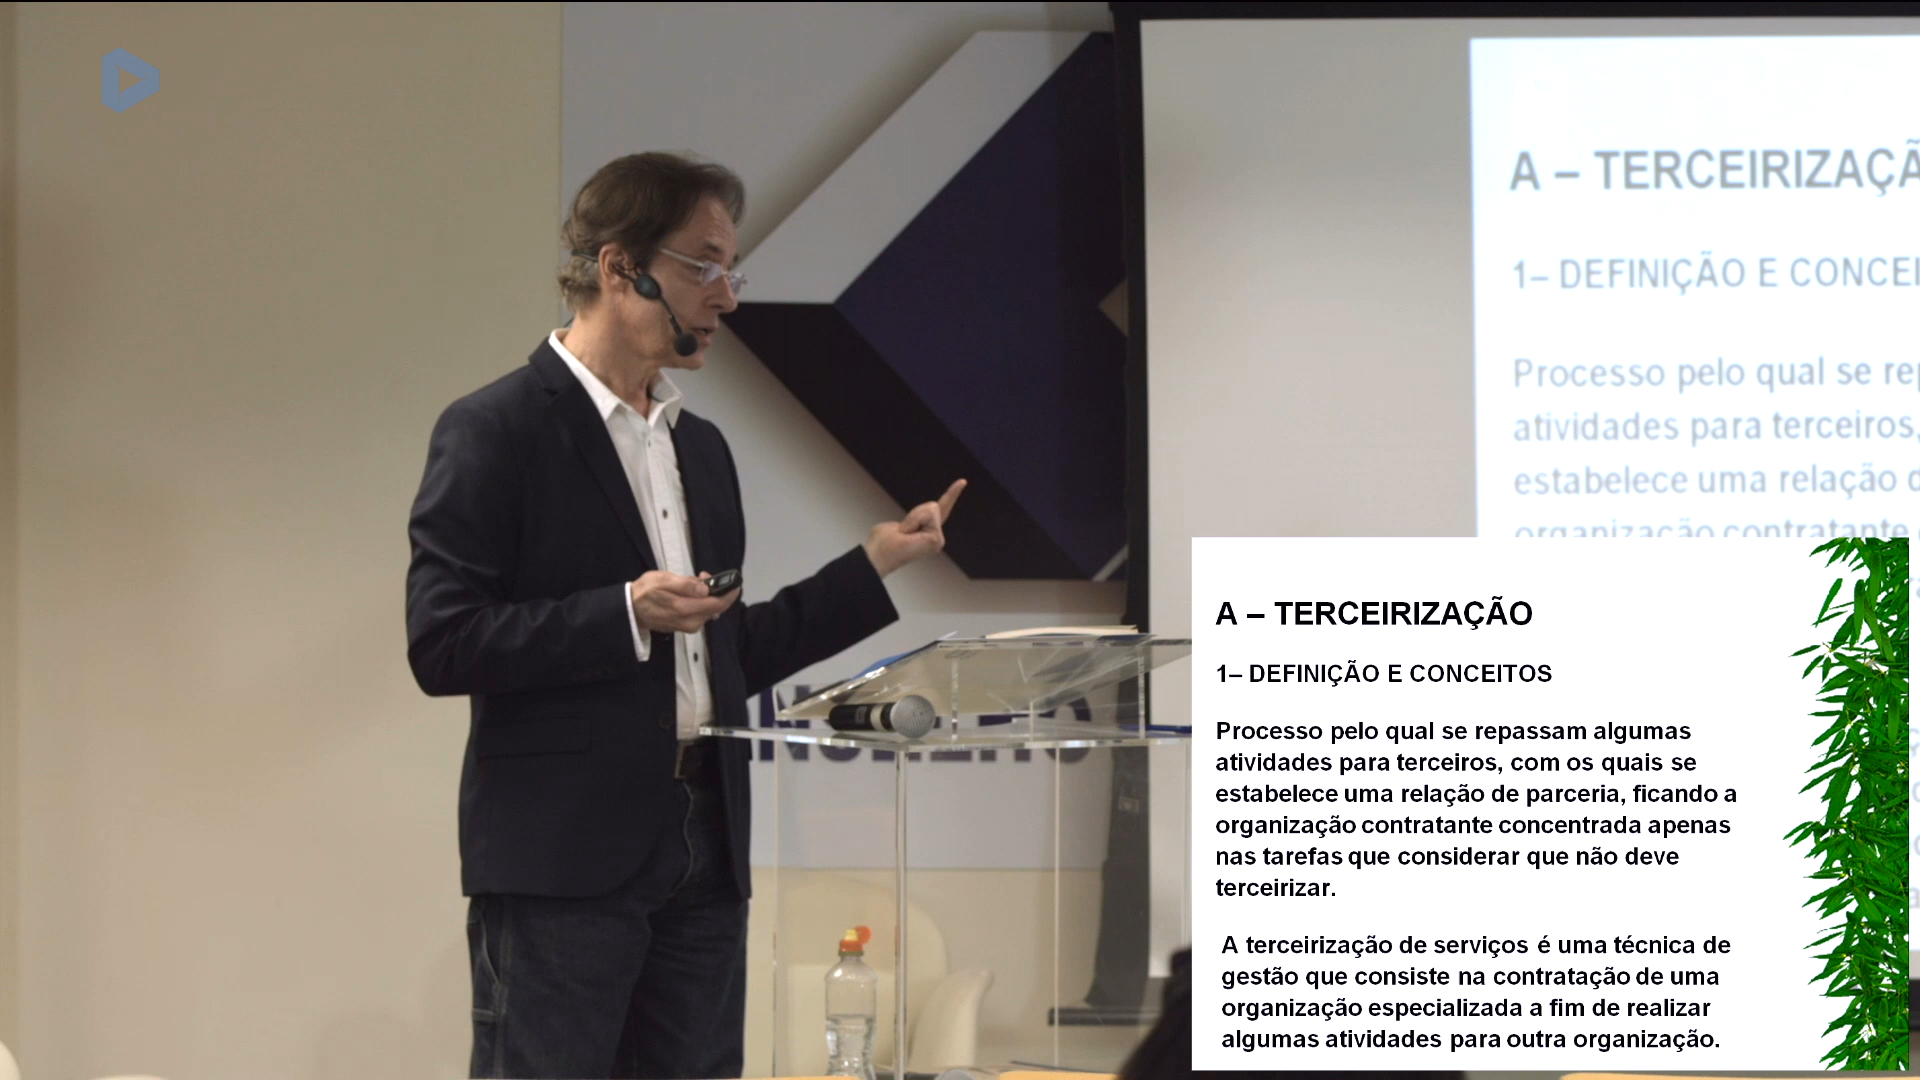 A – TERCEIRIZAÇÃ
1– DEFINIÇÃO E CONCEI
Processo pelo qual se rep
atividades para terceiros,
estabelece uma relação d
organização contratante
A – TERCEIRIZAÇÃO
1– DEFINIÇÃO E CONCEITOS
Processo pelo qual se repassam algumas
atividades para terceiros, com os quais se
estabelece uma relação de parceria, ficando a
organização contratante concentrada apenas
nas tarefas que considerar que não deve
terceirizar.
A terceirização de serviços é uma técnica de
gestão que consiste na contratação de uma
organização especializada a fim de realizar
algumas atividades para outra organização.